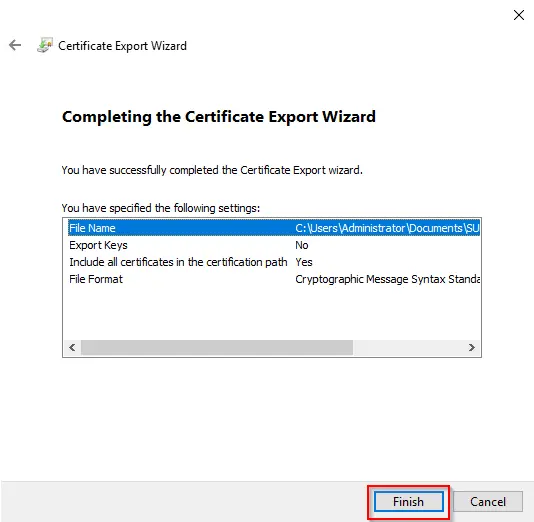 Certificate Export Wizard
Completing the Certificate Export Wizard
You have successfully completed the Certificate Export wizard.
You have specified the following settings:
File Name C:\Users\Administrator\Documents\SU
Export Keys No
Include all certificates in the certification path Yes
File Format Cryptographic Message Syntax Standa
Finish Cancel